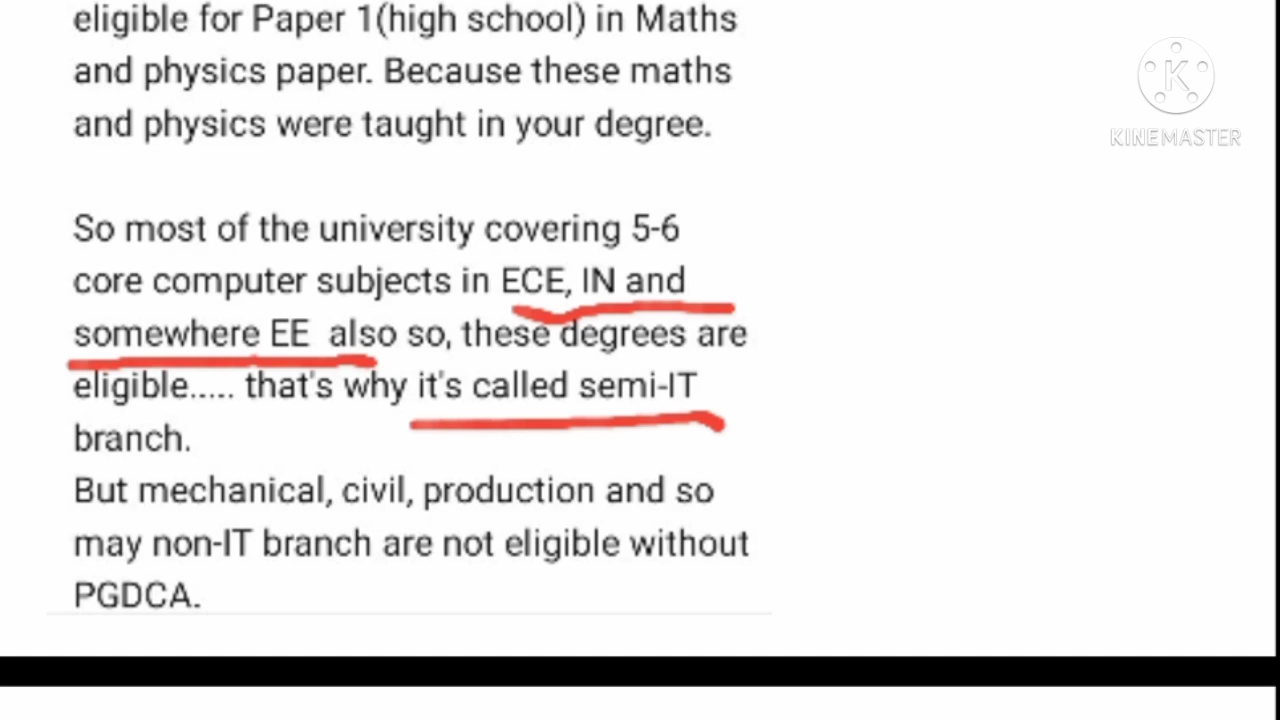 eligible for Paper 1(high school) in Maths
and physics paper. Because these maths
and physics were taught in your degree.
So most of the university covering 5-6
core computer subjects in ECE, IN and
somewhere EE also so, these degrees are
eligible..... that's why it's called semi-IT
branch.
But mechanical, civil, production and so
may non-IT branch are not eligible without
PGDCA.
K
KINEMASTER